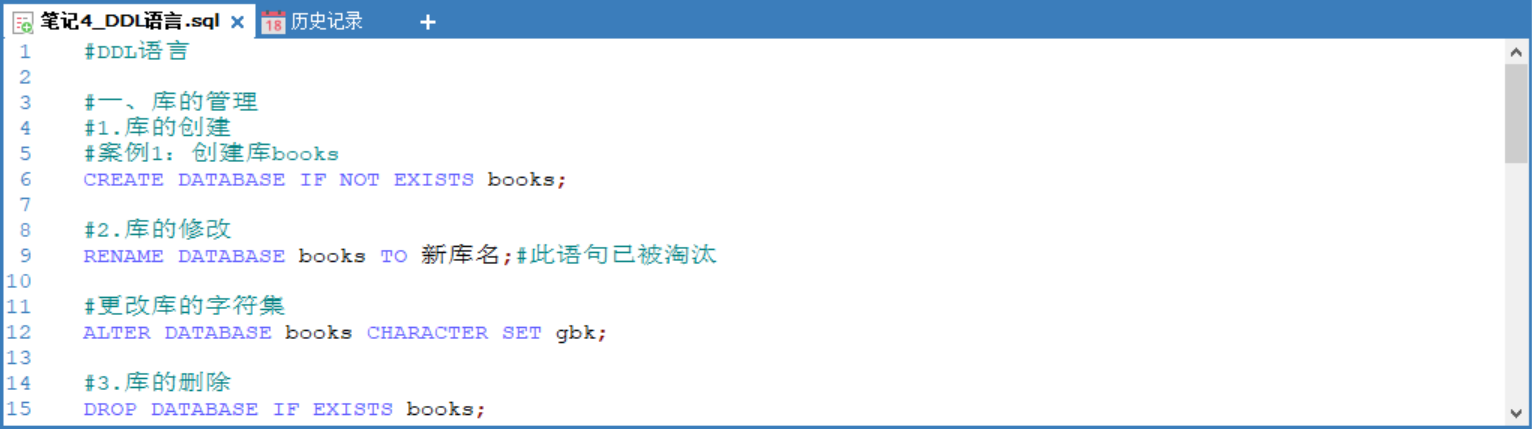 笔记4_DDL语言.sql
18 历史记录
1 #DDL语言
2
3 #一、库的管理
4 #1.库的创建
5 #案例1：创建库books
6 CREATE DATABASE IF NOT EXISTS books;
7
8 #2.库的修改
9 RENAME DATABASE books TO 新库名;#此语句已被淘汰
10
11 #更改库的字符集
12 ALTER DATABASE books CHARACTER SET gbk;
13
14 #3.库的删除
15 DROP DATABASE IF EXISTS books;